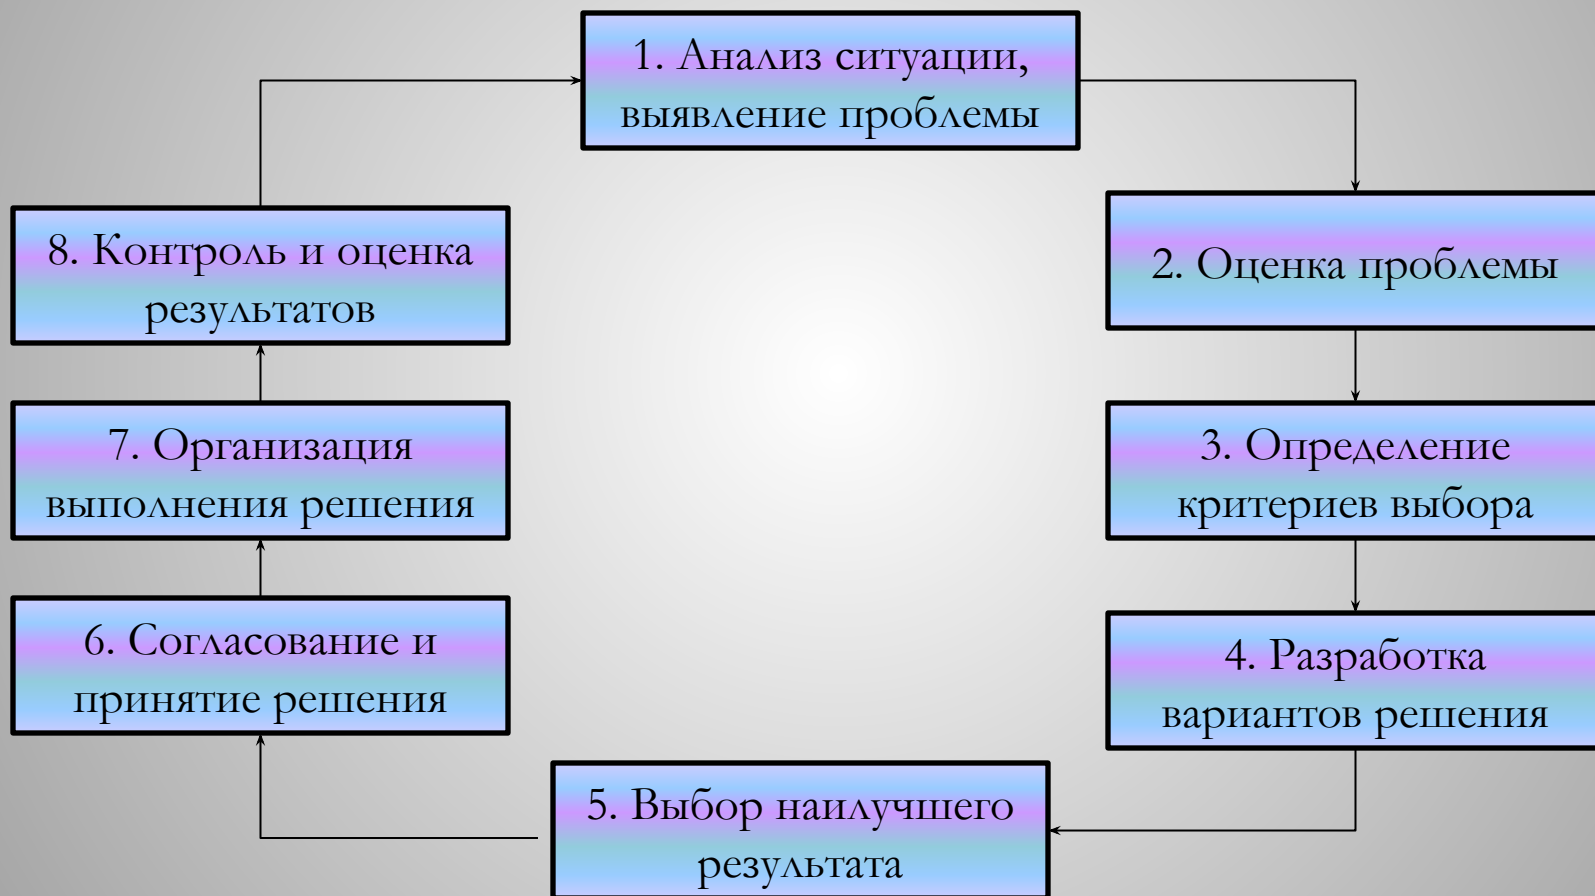 1. Анализ ситуации,
выявление проблемы
2. Оценка проблемы
3. Определение
критериев выбора
4. Разработка
вариантов решения
5. Выбор наилучшего
результата
6. Согласование и
принятие решения
7. Организация
выполнения решения
8. Контроль и оценка
результатов